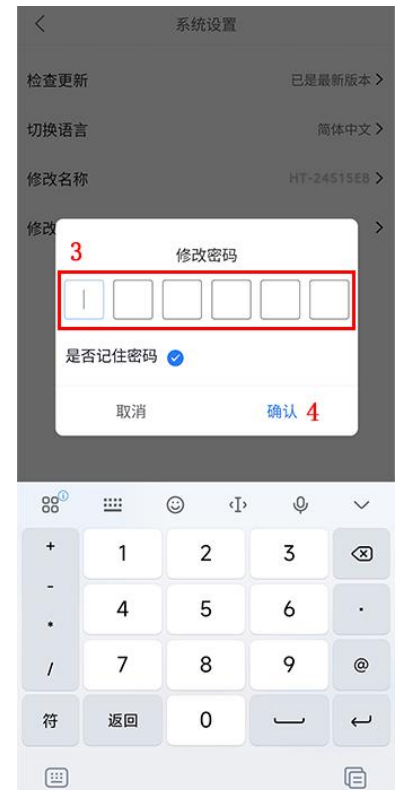 系统设置
检查更新 已是最新版本
切换语言 简体中文
修改名称 HT-24515EB
修改
3 修改密码
是否记住密码
取消 确认 4
+ 1 2 3
- 4 5 6 .
*
/ 7 8 9 @
符 返回 0